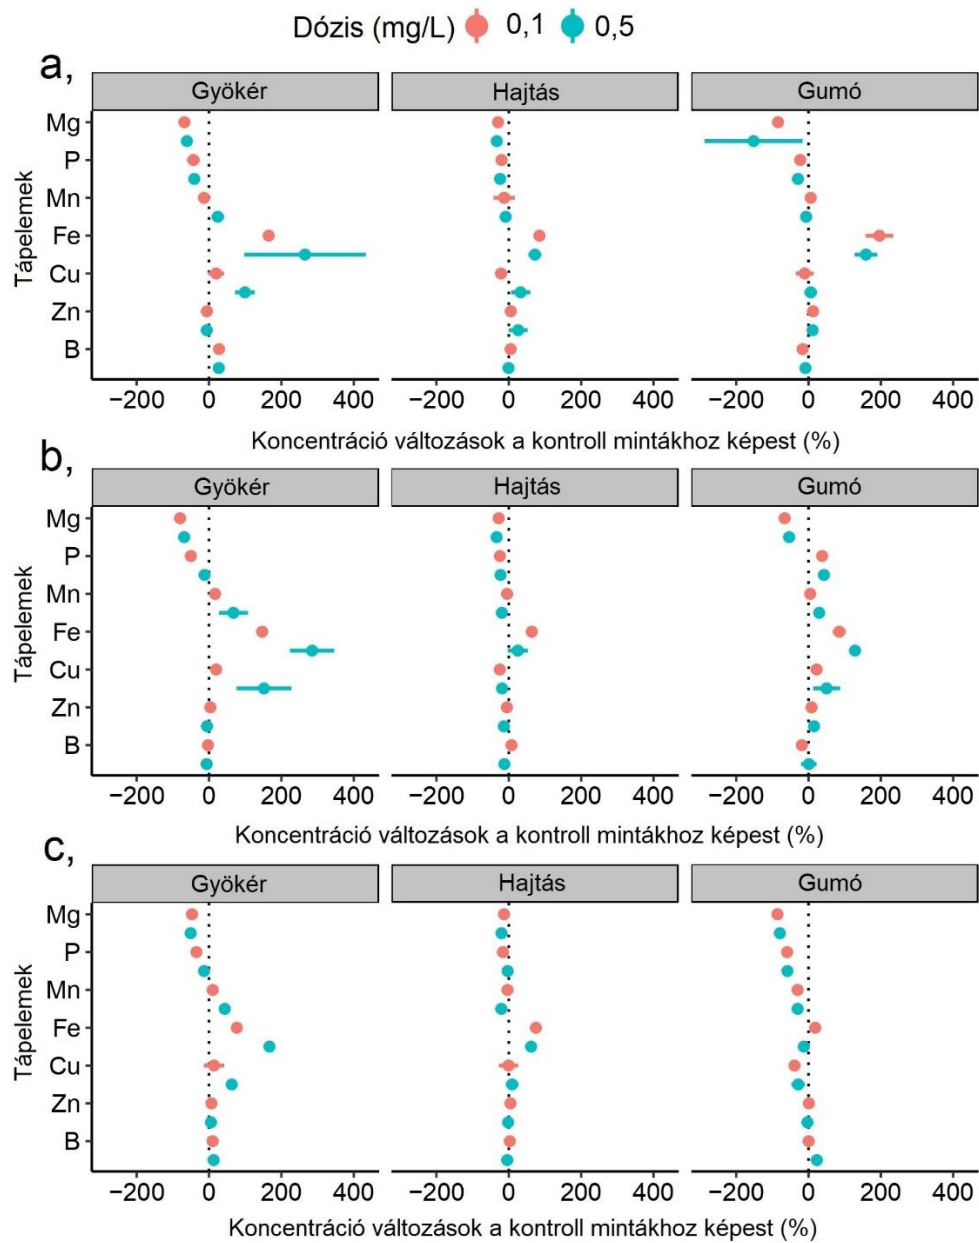 Dózis (mg/L) 0,1 0,5
a,
Gyökér Hajtás Gumó
Tápelemek
Mg
P
Mn
Fe
Cu
Zn
B
−200 0 200 400 −200 0 200 400 −200 0 200 400
Koncentráció változások a kontroll mintákhoz képest (%)
b,
Gyökér Hajtás Gumó
Tápelemek
Mg
P
Mn
Fe
Cu
Zn
B
−200 0 200 400 −200 0 200 400 −200 0 200 400
Koncentráció változások a kontroll mintákhoz képest (%)
c,
Gyökér Hajtás Gumó
Tápelemek
Mg
P
Mn
Fe
Cu
Zn
B
−200 0 200 400 −200 0 200 400 −200 0 200 400
Koncentráció változások a kontroll mintákhoz képest (%)